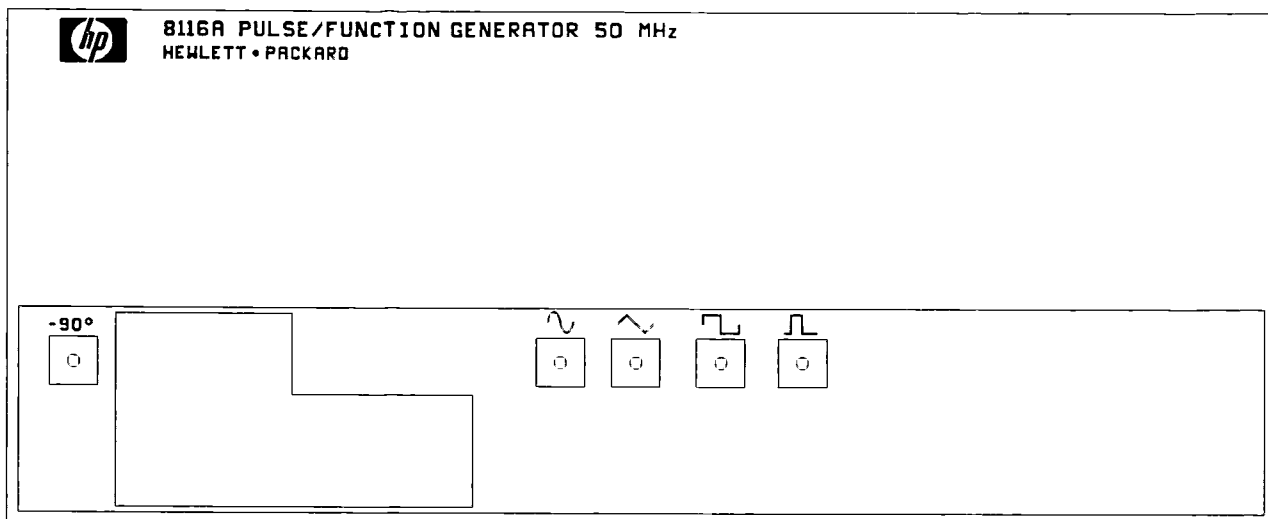 hp
8116A PULSE/FUNCTION GENERATOR 50 MHz
HEWLETT • PACKARD
-90°